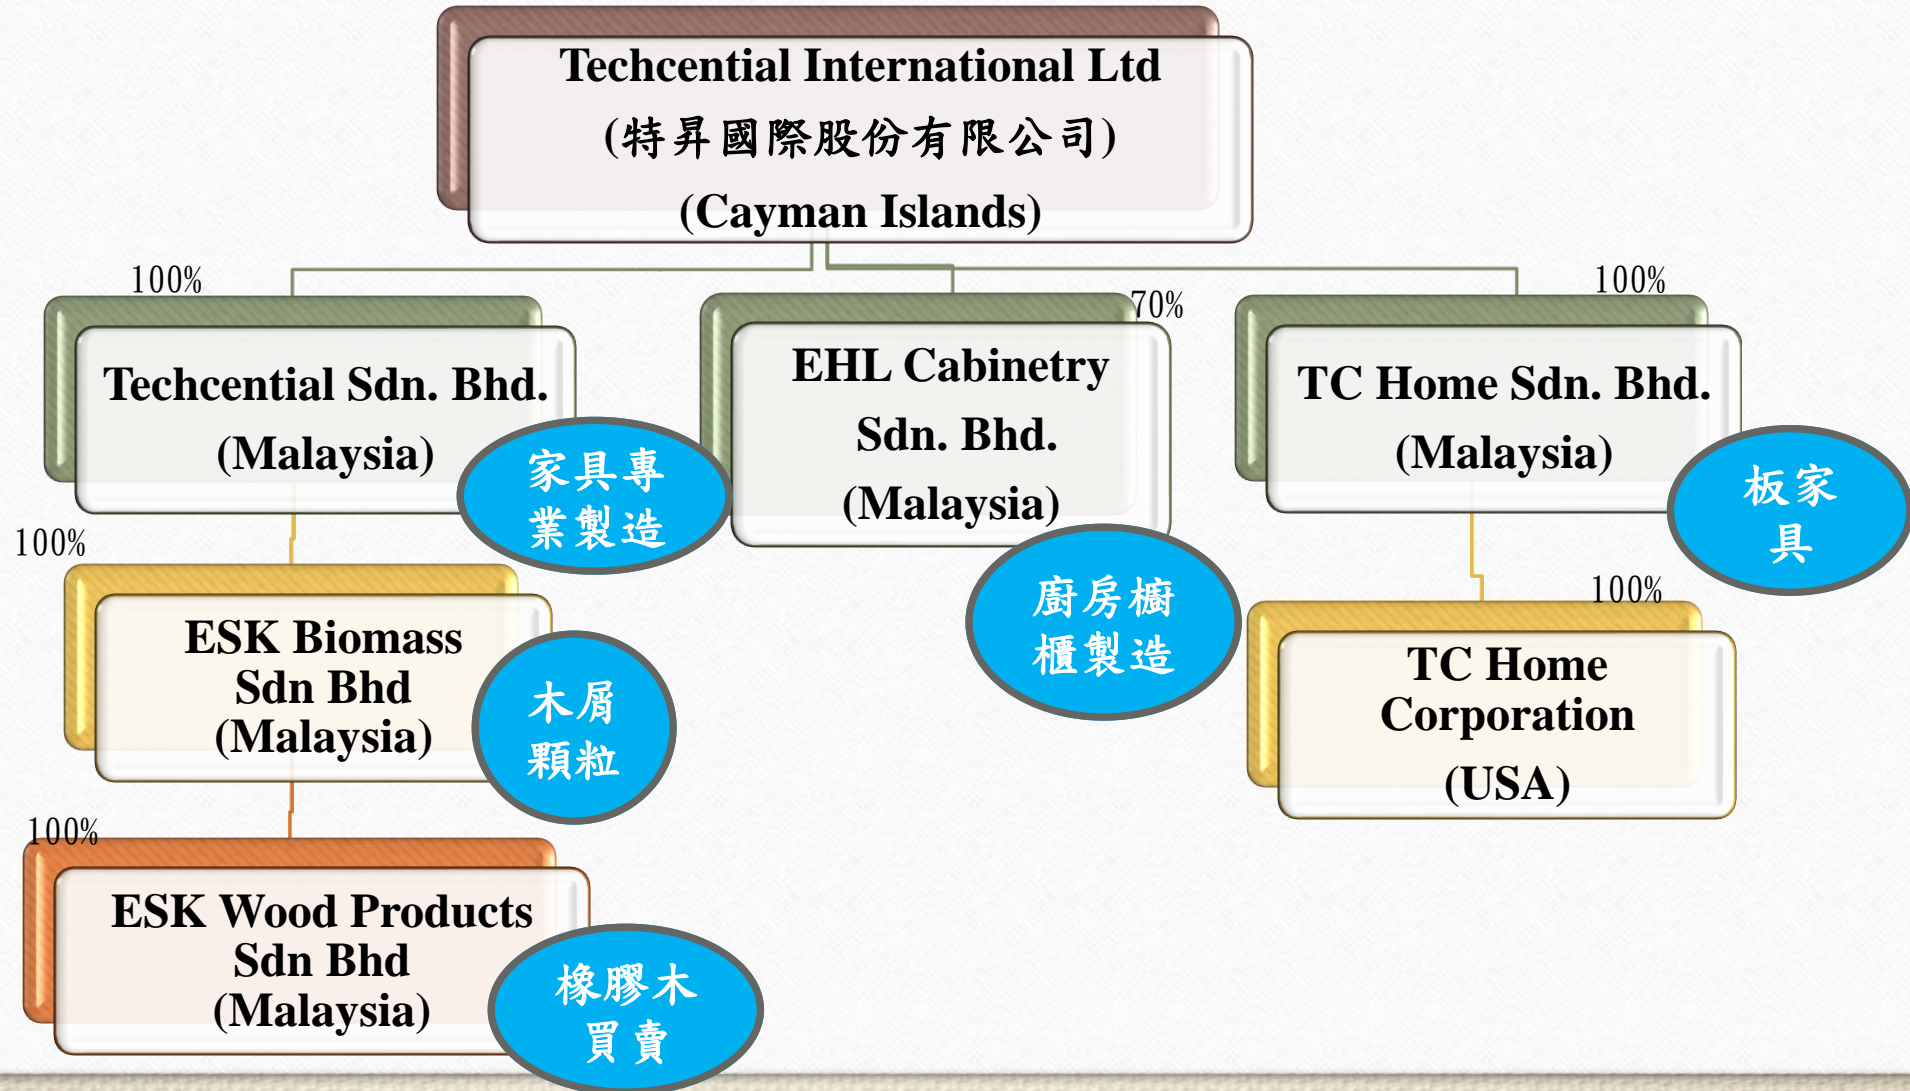 Techcential International Ltd
(特昇國際股份有限公司)
(Cayman Islands)
100%
Techcential Sdn. Bhd.
(Malaysia)
家具專
業製造
70%
EHL Cabinetry
Sdn. Bhd.
(Malaysia)
廚房櫥
櫃製造
100%
TC Home Sdn. Bhd.
(Malaysia)
板家
具
100%
ESK Biomass
Sdn Bhd
(Malaysia)
木屑
顆粒
100%
TC Home
Corporation
(USA)
100%
ESK Wood Products
Sdn Bhd
(Malaysia)
橡膠木
買賣